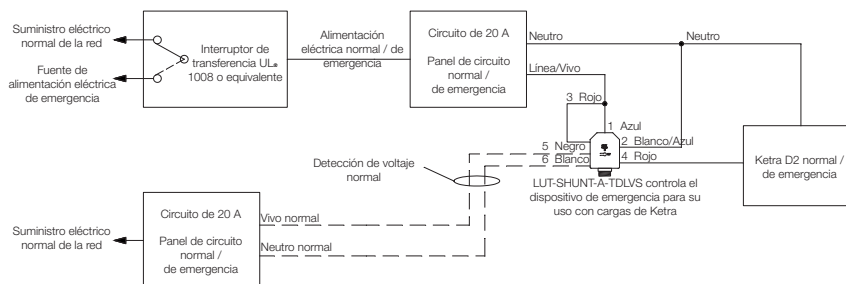 Suministro eléctrico
normal de la red
Fuente de
alimentación eléctrica
de emergencia
Interruptor de
transferencia UL®
1008 o equivalente
Alimentación
eléctrica normal / de
emergencia
Circuito de 20 A
Panel de circuito
normal /
de emergencia
Neutro
Neutro
Línea/Vivo
3 Rojo
1 Azul
2 Blanco/Azul
4 Rojo
5 Negro
6 Blanco
Ketra D2 normal /
de emergencia
Detección de voltaje
normal
LUT-SHUNT-A-TDLVS controla el
dispositivo de emergencia para su
uso con cargas de Ketra
Suministro eléctrico
normal de la red
Circuito de 20 A
Panel de circuito
normal /
de emergencia
Vivo normal
Neutro normal